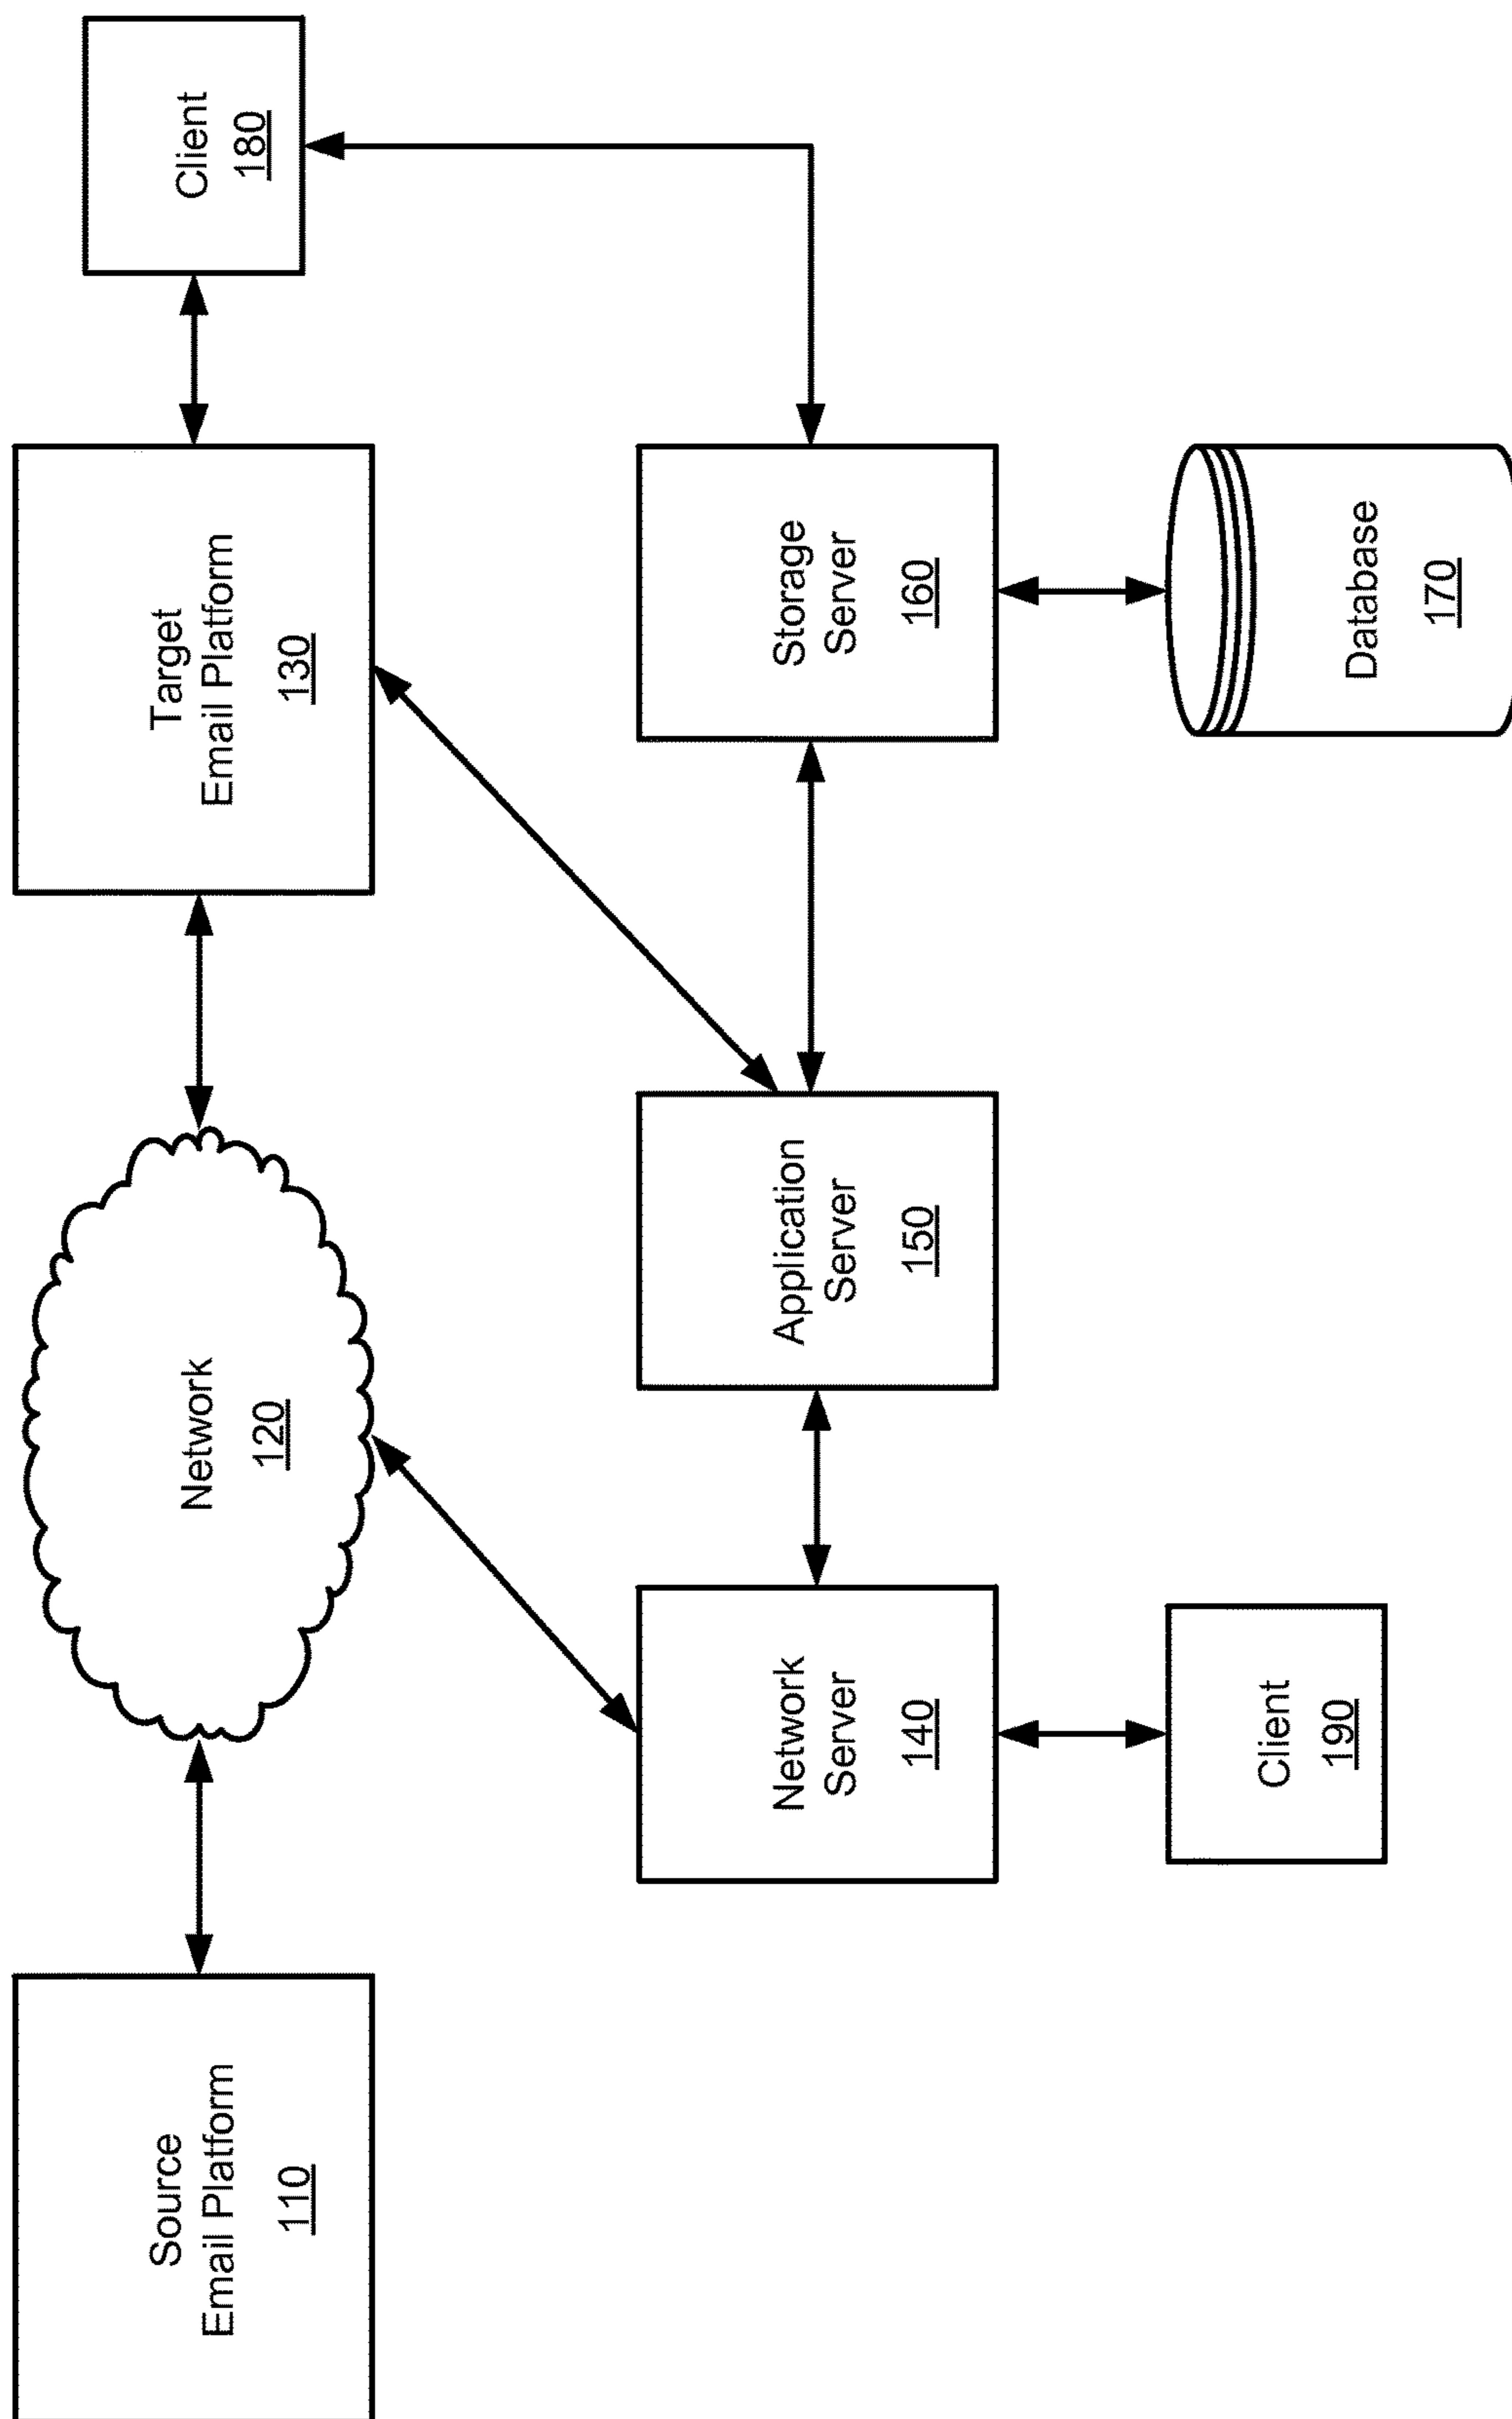 Source
Email Platform
110
Network
120
Target
Email Platform
130
Client
180
Network
Server
140
Application
Server
150
Storage
Server
160
Client
190
Database
170